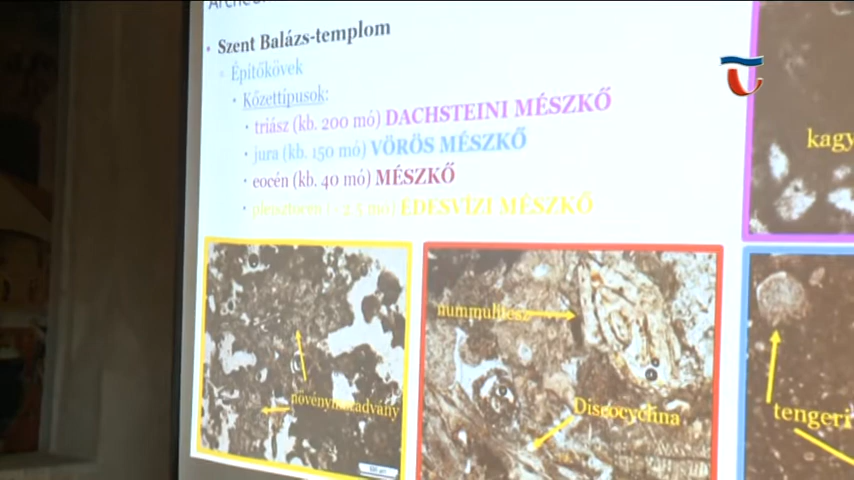 Szent Balázs-templom
Építőkövek
Kőzettípusok:
triász (kb. 200 mó) DACHSTEINI MÉSZKŐ
jura (kb. 150 mó) VÖRÖS MÉSZKŐ
eocén (kb. 40 mó) MÉSZKŐ
ÉDESVÍZI MÉSZKŐ
kagy
nummulitesz
növénymaradvány
Discocyclina
tengeri